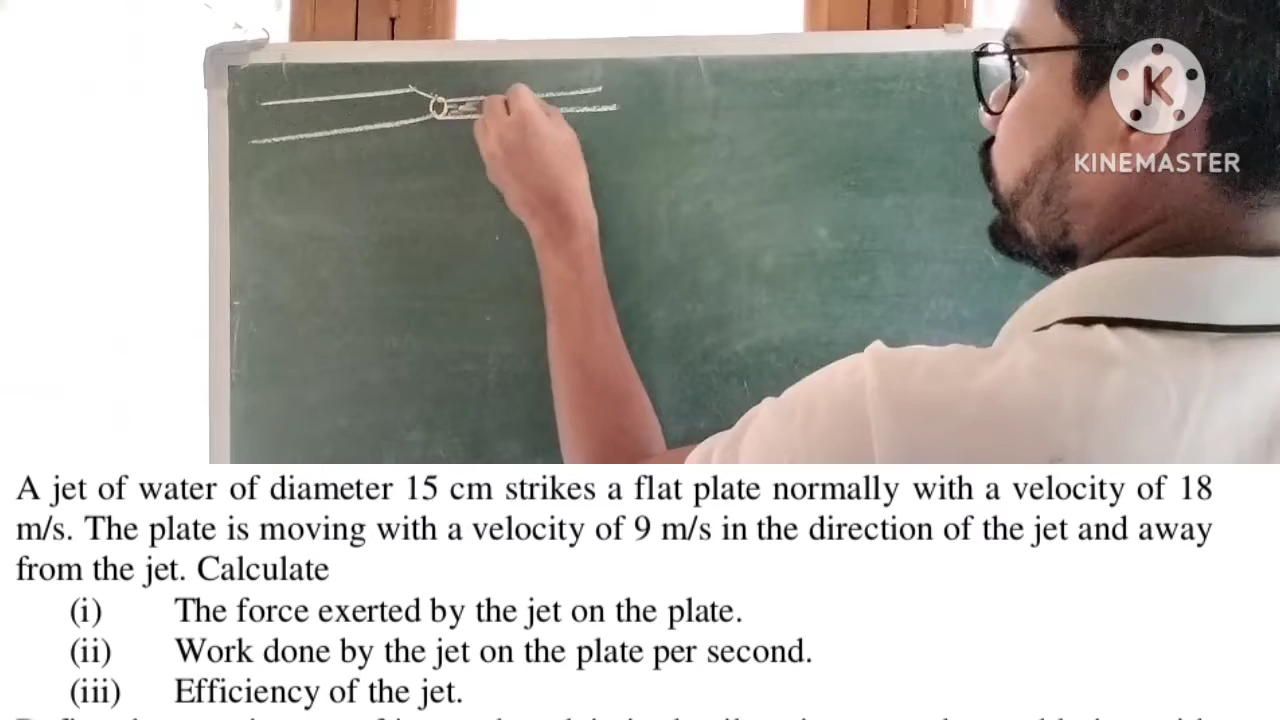 KINEMASTER
A jet of water of diameter 15 cm strikes a flat plate normally with a velocity of 18
m/s. The plate is moving with a velocity of 9 m/s in the direction of the jet and away
from the jet. Calculate
(i) The force exerted by the jet on the plate.
(ii) Work done by the jet on the plate per second.
(iii) Efficiency of the jet.